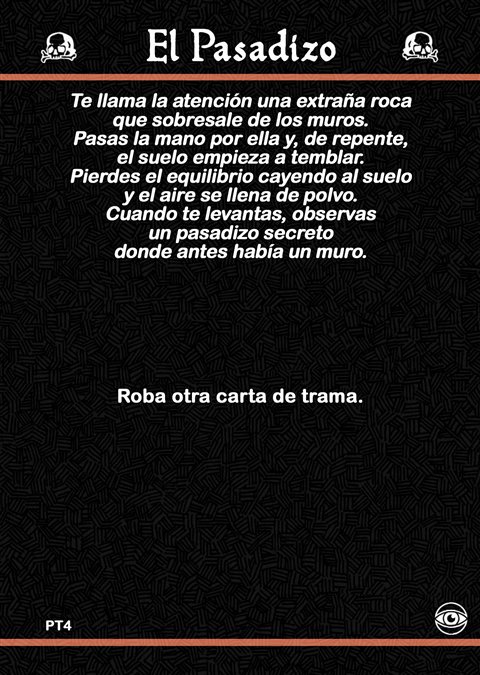 El Pasadizo
Te llama la atención una extraña roca
que sobresale de los muros.
Pasas la mano por ella y, de repente,
el suelo empieza a temblar.
Pierdes el equilibrio cayendo al suelo
y el aire se llena de polvo.
Cuando te levantas, observas
un pasadizo secreto
donde antes había un muro.
Roba otra carta de trama.
PT4